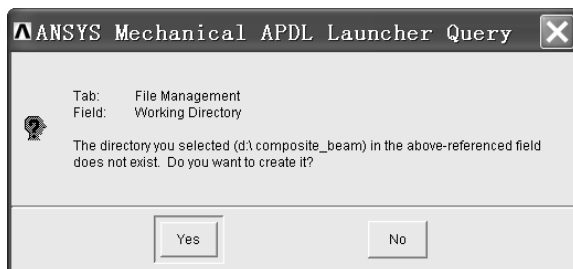 ANSYS Mechanical APDL Launcher Query
Tab: File Management
Field: Working Directory
The directory you selected (d:\ composite_beam) in the above-referenced field
does not exist. Do you want to create it?
Yes No